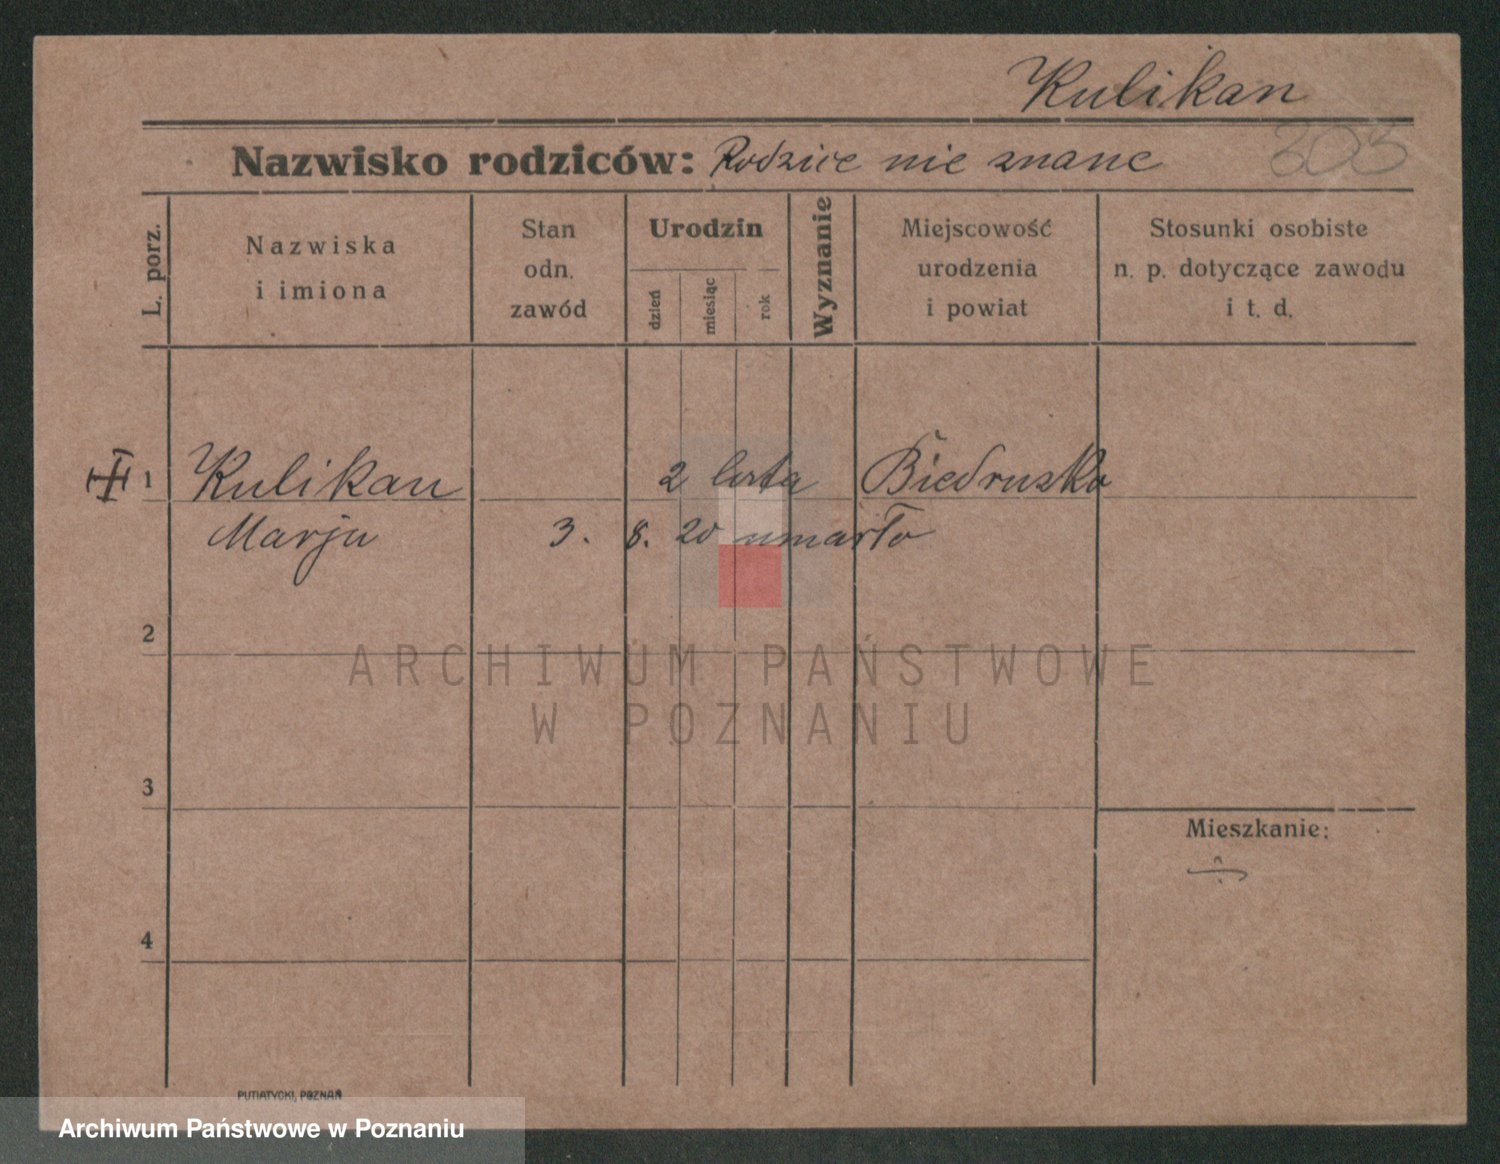 Kulikan
303
Nazwisko rodziców: Rodzice nie znane
L. porz.
Nazwiska
i imiona
Stan
odn.
zawód
Urodzin
dzień
miesiąc
rok
Wyznanie
Miejscowość
urodzenia
i powiat
Stosunki osobiste
n. p. dotyczące zawodu
i t. d.
1 Kulikan 2 lata Biedrusko
Marja 3. 8. 20 umarło
2
ARCHIWUM PAŃSTWOWE
W POZNANIU
3
Mieszkanie:
4
PUTIATYCKI, POZNAŃ
Archiwum Państwowe w Poznaniu